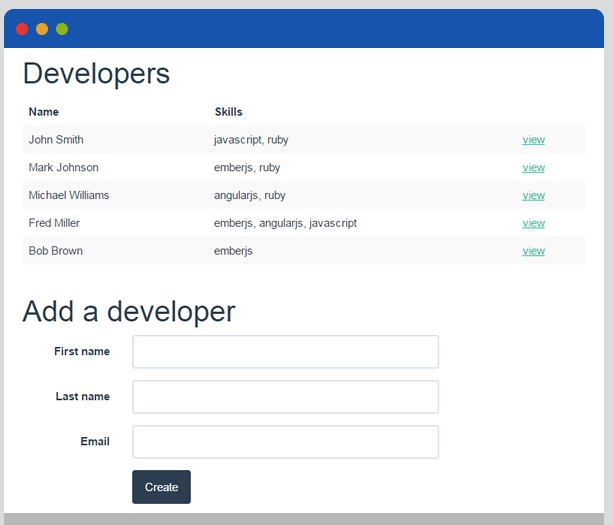 Developers
Name Skills
John Smith javascript, ruby view
Mark Johnson emberjs, ruby view
Michael Williams angularjs, ruby view
Fred Miller emberjs, angularjs, javascript view
Bob Brown emberjs view
Add a developer
First name
Last name
Email
Create